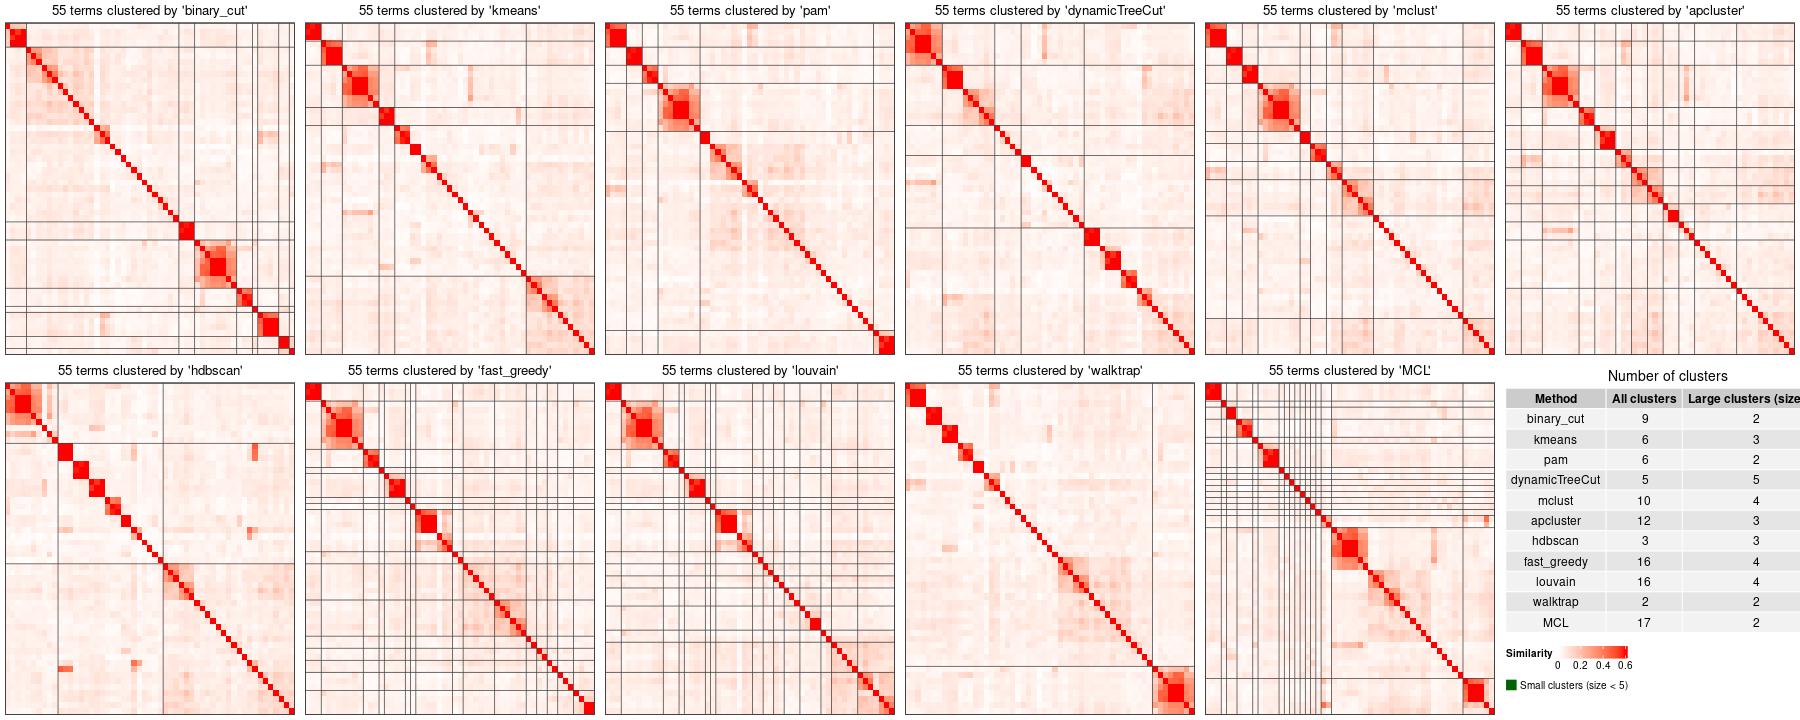 55 terms clustered by 'binary_cut'
55 terms clustered by 'kmeans'
55 terms clustered by 'pam'
55 terms clustered by 'dynamicTreeCut'
55 terms clustered by 'mclust'
55 terms clustered by 'apcluster'
55 terms clustered by 'hdbscan'
55 terms clustered by 'fast_greedy'
55 terms clustered by 'louvain'
55 terms clustered by 'walktrap'
55 terms clustered by 'MCL'
Number of clusters
Method All clusters Large clusters (size
binary_cut 9 2
kmeans 6 3
pam 6 2
dynamicTreeCut 5 5
mclust 10 4
apcluster 12 3
hdbscan 3 3
fast_greedy 16 4
louvain 16 4
walktrap 2 2
MCL 17 2
Similarity
0 0.2 0.4 0.6
Small clusters (size < 5)